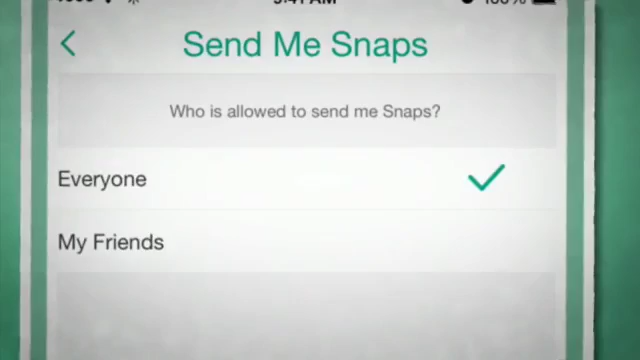 Send Me Snaps
Who is allowed to send me Snaps?
Everyone
My Friends